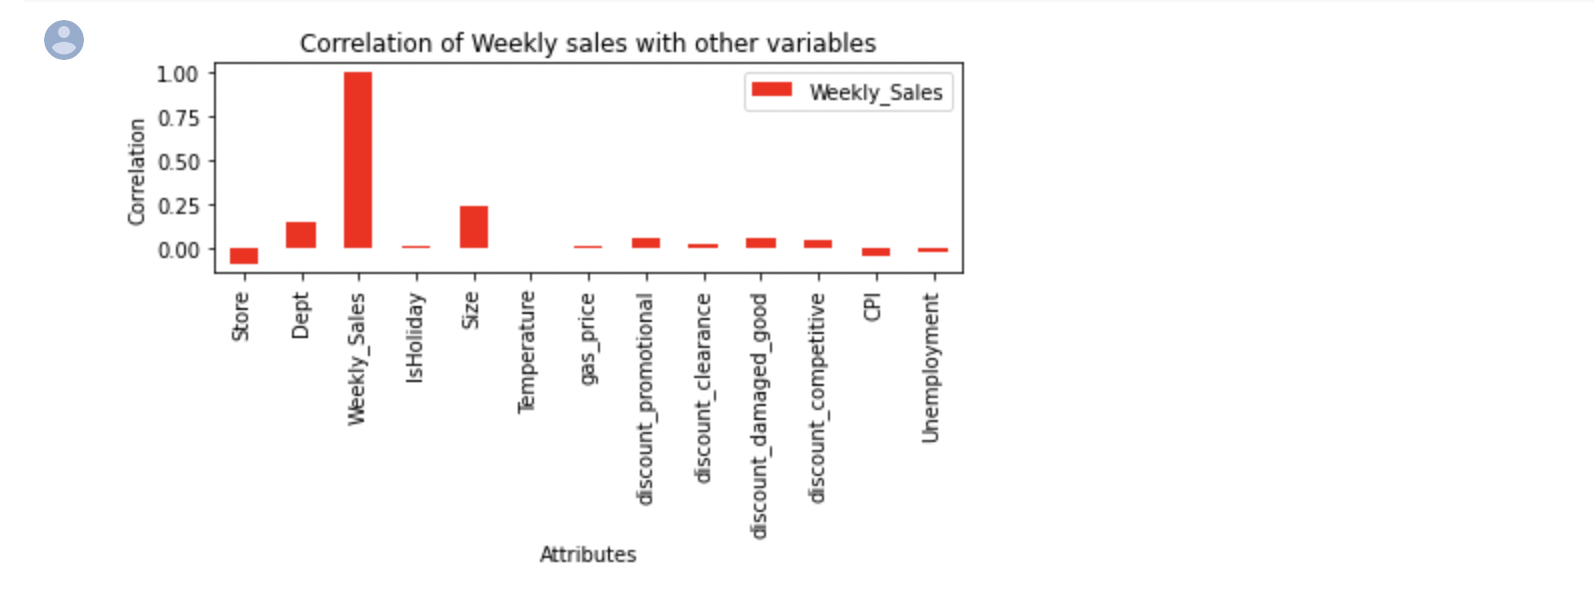 Correlation of Weekly sales with other variables
Weekly_Sales
Correlation
1.00
0.75
0.50
0.25
0.00
Store
Dept
Weekly_Sales
IsHoliday
Size
Temperature
gas_price
discount_promotional
discount_clearance
discount_damaged_good
discount_competitive
CPI
Unemployment
Attributes